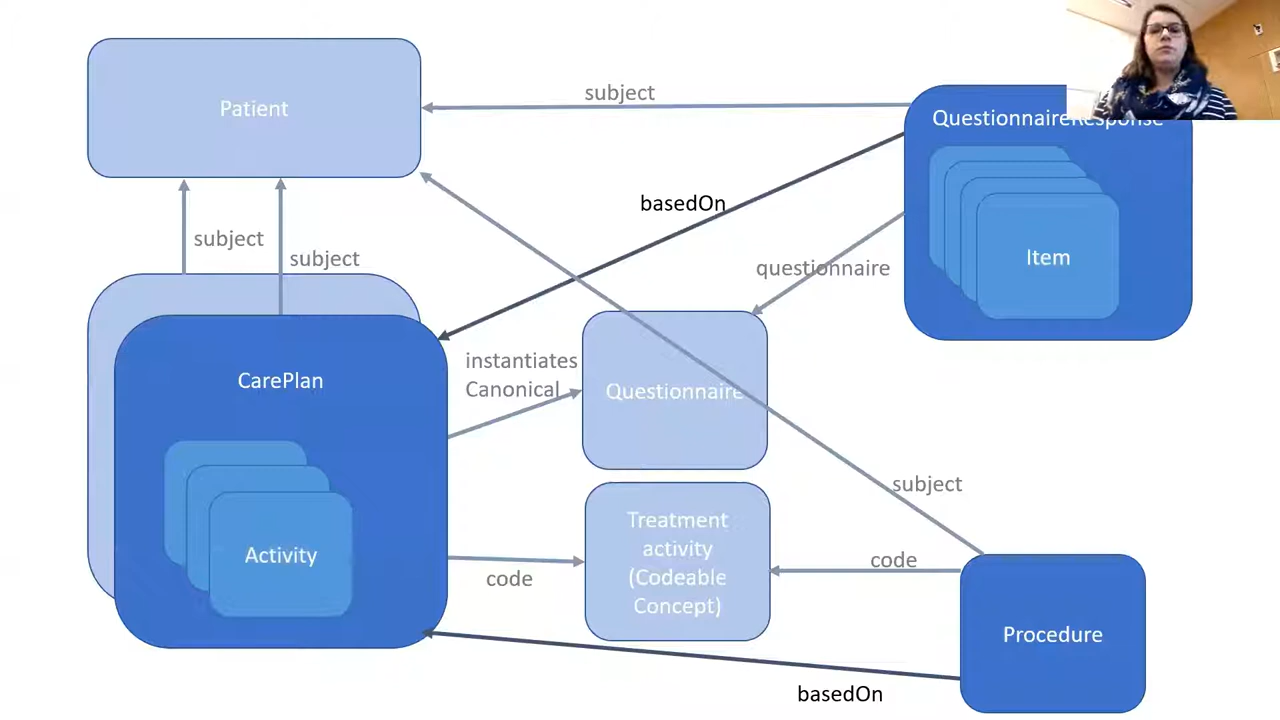 Patient
subject
QuestionnaireResponse
basedOn
subject
subject
questionnaire
Item
CarePlan
instantiates
Canonical
Questionnaire
subject
Treatment
activity
(Codeable
Concept)
Activity
code
code
Procedure
basedOn